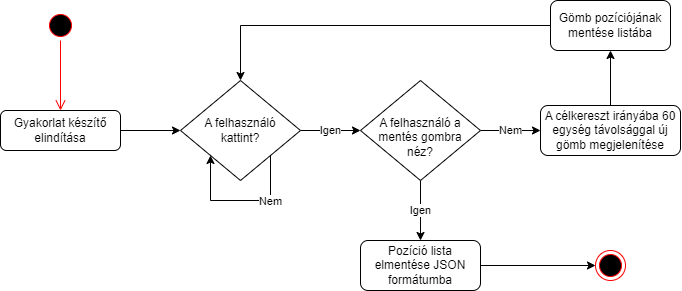 Gömb pozíciójának
mentése listába
Gyakorlat készítő
elindítása
A felhasználó
kattint?
Igen
A felhasználó a
mentés gombra
néz?
Nem
A célkereszt irányába 60
egység távolsággal új
gömb megjelenítése
Nem
Igen
Pozíció lista
elmentése JSON
formátumba